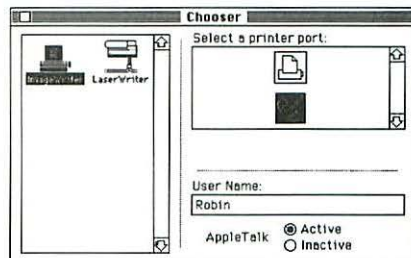 Chooser
ImageWriter
LaserWriter
Select a printer port:
User Name:
Robin
AppleTalk
Active
Inactive